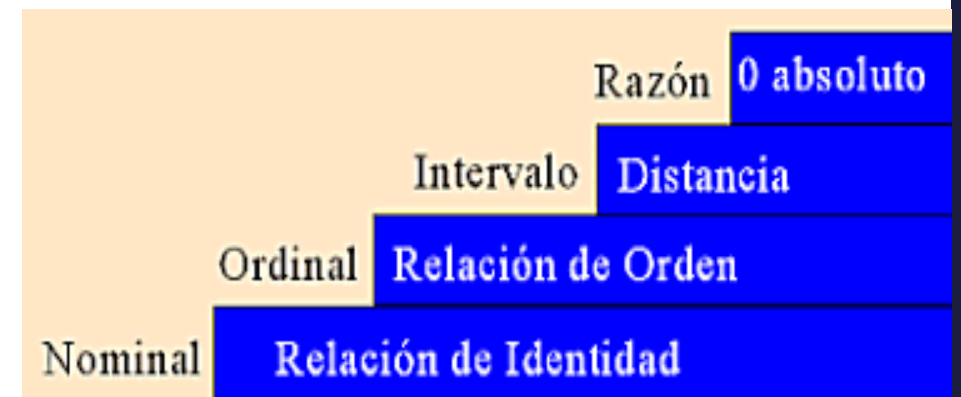 Razón 0 absoluto
Intervalo Distancia
Ordinal Relación de Orden
Nominal Relación de Identidad